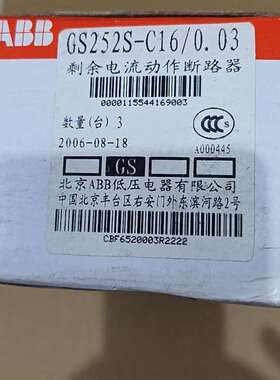 ABB
GS252S-C16/0.03
剩余电流动作断路器
0000115544169003
数量(台) 3
2006-08-18
A000445
GS
北京ABB低压电器有限公司
中国北京丰台区右安门外东滨河路2号
CBF6520003R2222